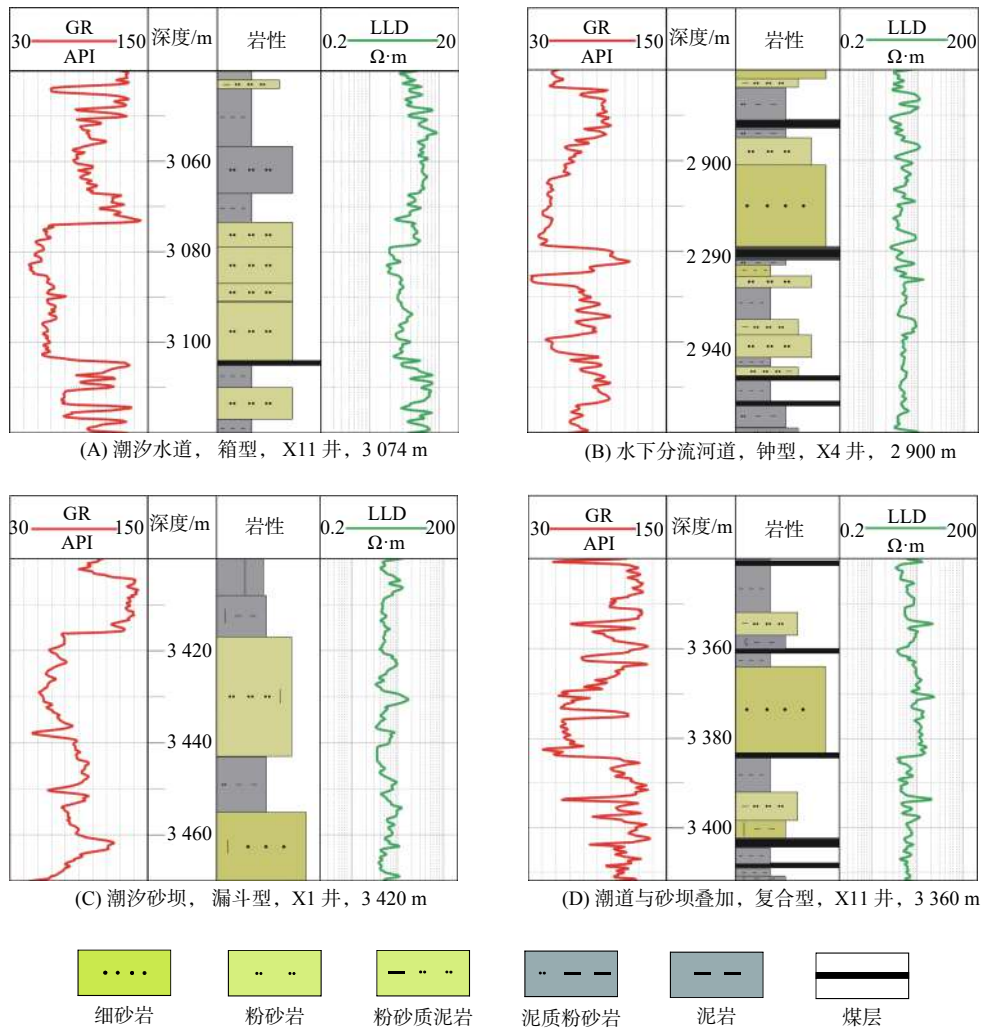 GR
30 150
API
深度/m
岩性
LLD
0.2 20
Ω·m
3 060
3 080
3 100
(A) 潮汐水道， 箱型， X11 井，3 074 m
GR
30 150
API
深度/m
岩性
LLD
0.2 200
Ω·m
2 900
2 290
2 940
(B) 水下分流河道，钟型，X4 井， 2 900 m
GR
30 150
API
深度/m
岩性
LLD
0.2 200
Ω·m
3 420
3 440
3 460
(C) 潮汐砂坝， 漏斗型，X1 井，3 420 m
GR
30 150
API
深度/m
岩性
LLD
0.2 200
Ω·m
3 360
3 380
3 400
(D) 潮道与砂坝叠加，复合型，X11 井，3 360 m
细砂岩 粉砂岩 粉砂质泥岩 泥质粉砂岩 泥岩 煤层